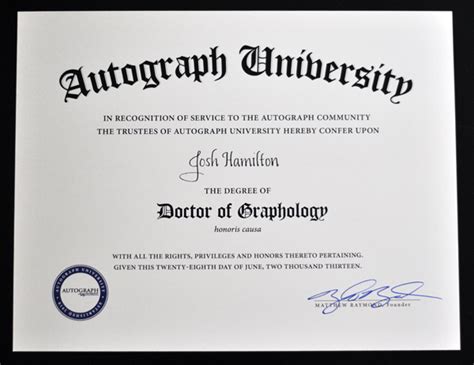 Autograph University
IN RECOGNITION OF SERVICE TO THE AUTOGRAPH COMMUNITY
THE TRUSTEES OF AUTOGRAPH UNIVERSITY HEREBY CONFER UPON
Josh Hamilton
THE DEGREE OF
Doctor of Graphology
honoris causa
WITH ALL THE RIGHTS, PRIVILEGES AND HONORS THERETO PERTAINING.
GIVEN THIS TWENTY-EIGHTH DAY OF JUNE, TWO THOUSAND THIRTEEN.
AUTOGRAPH UNIVERSITY
AUTOGRAPH
MATTHEW RAYMOND, Founder